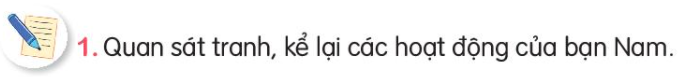 1. Quan sát tranh, kể lại các hoạt động của bạn Nam.